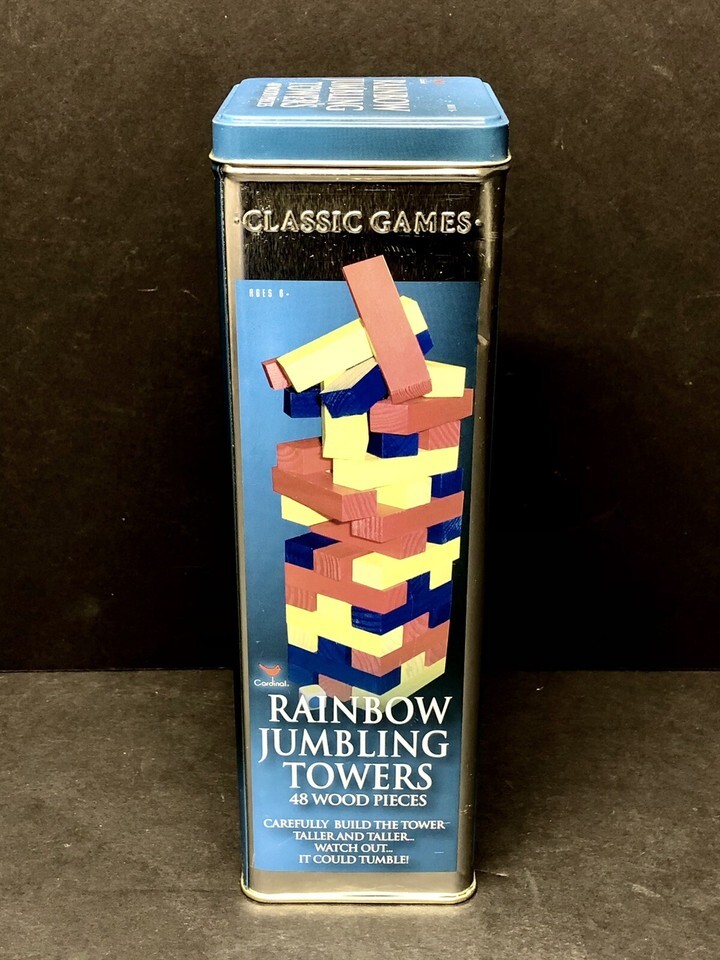 RAINBOW
JUMBLING
TOWERS
·CLASSIC GAMES·
AGES 8+
Cardinal
RAINBOW
JUMBLING
TOWERS
48 WOOD PIECES
CAREFULLY BUILD THE TOWER
TALLER AND TALLER...
WATCH OUT...
IT COULD TUMBLE!